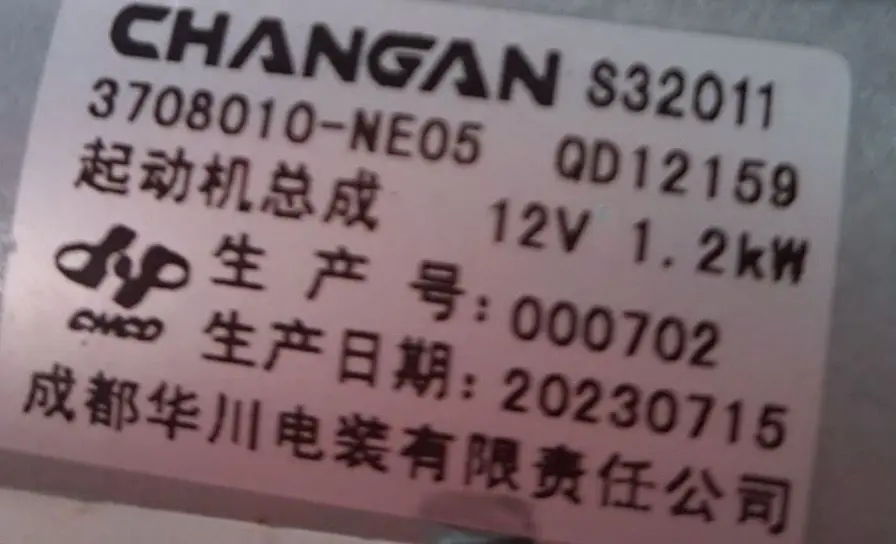 CHANGAN S32011
3708010-NE05 QD12159
起动机总成 12V 1.2kW
生产号:000702
CHCD
生产日期:20230715
成都华川电装有限责任公司